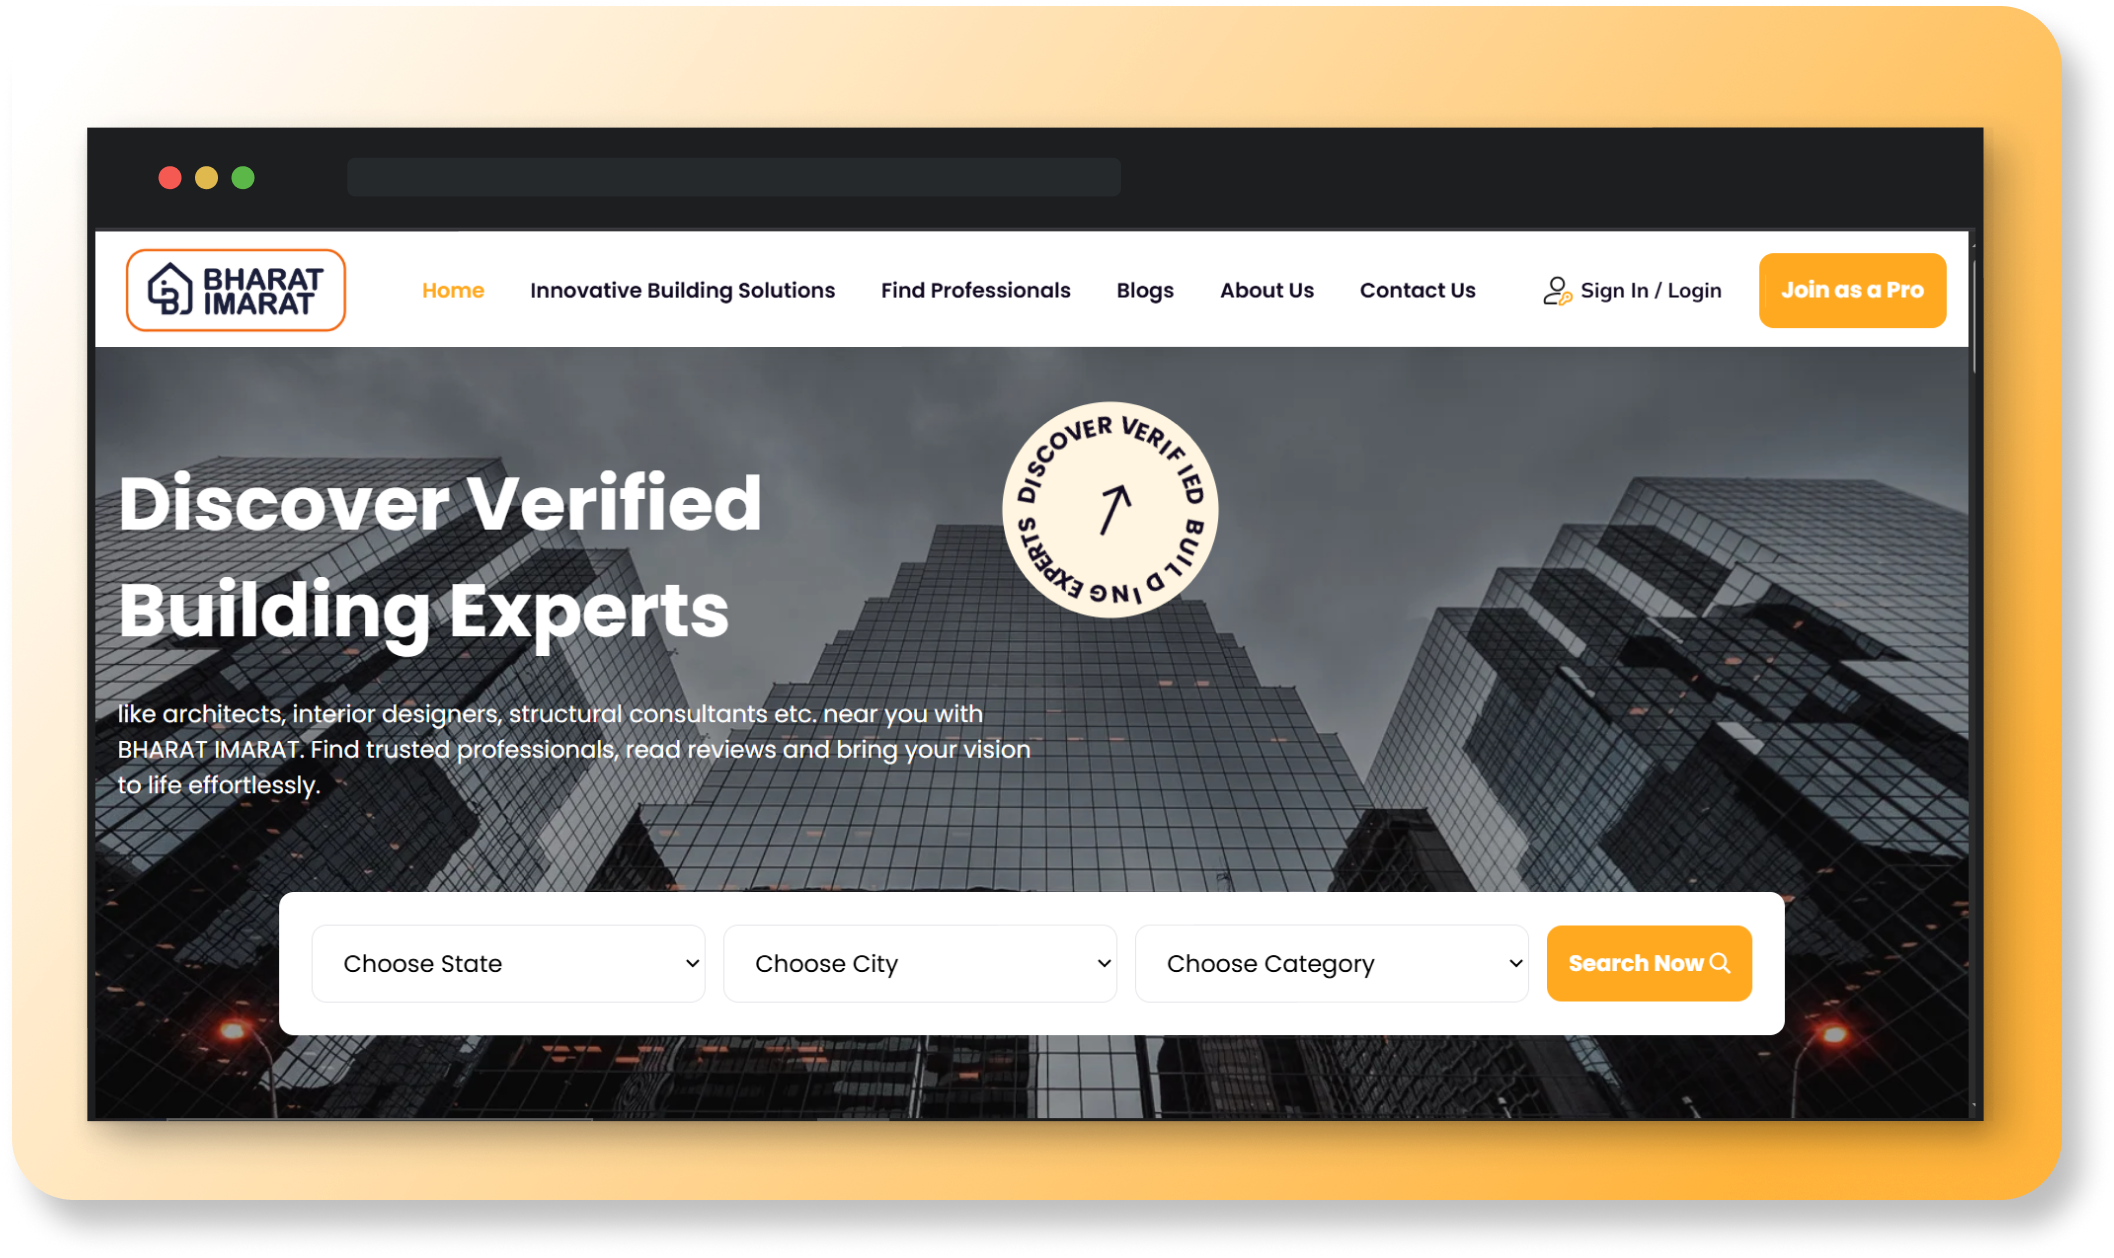 BHARAT
IMARAT
Home
Innovative Building Solutions
Find Professionals
Blogs
About Us
Contact Us
Sign In / Login
Join as a Pro
DISCOVER VERIFIED BUILDING EXPERTS
Discover Verified
Building Experts
like architects, interior designers, structural consultants etc. near you with
BHARAT IMARAT. Find trusted professionals, read reviews and bring your vision
to life effortlessly.
Choose State
Choose City
Choose Category
Search Now